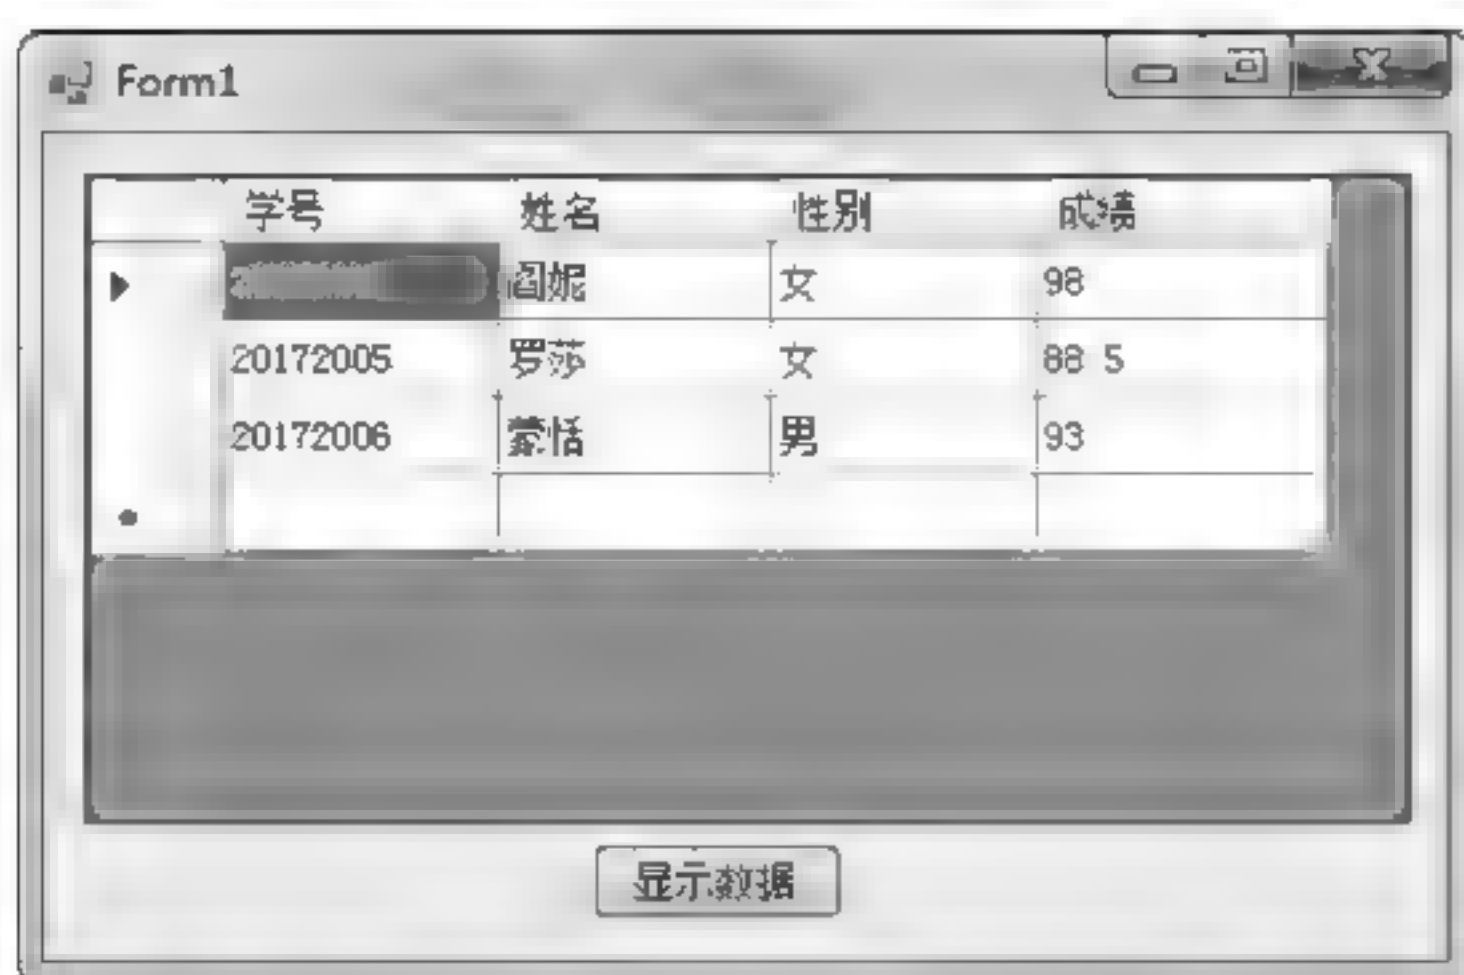 Form1
学号 姓名 性别 成绩
阎妮 女 98
20172005 罗莎 女 88 5
20172006 蒙恬 男 93
显示数据